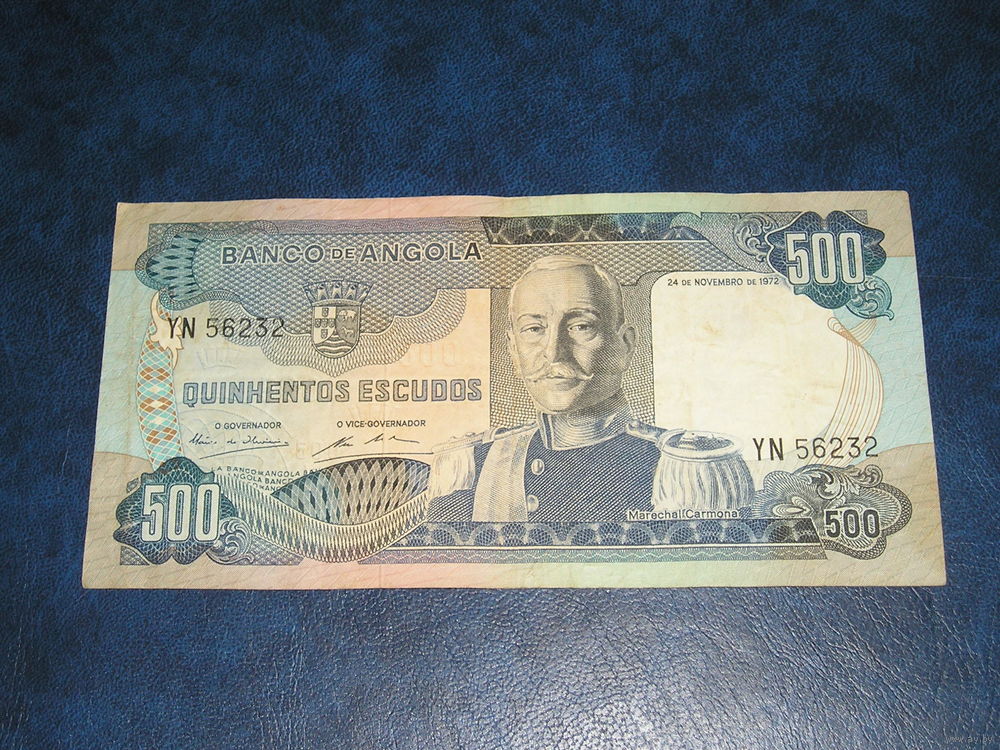 BANCO DE ANGOLA
500
24 DE NOVEMBRO DE 1972
YN 56232
QUINHENTOS ESCUDOS
O GOVERNADOR
O VICE-GOVERNADOR
YN 56232
500
Marechal Carmona
500